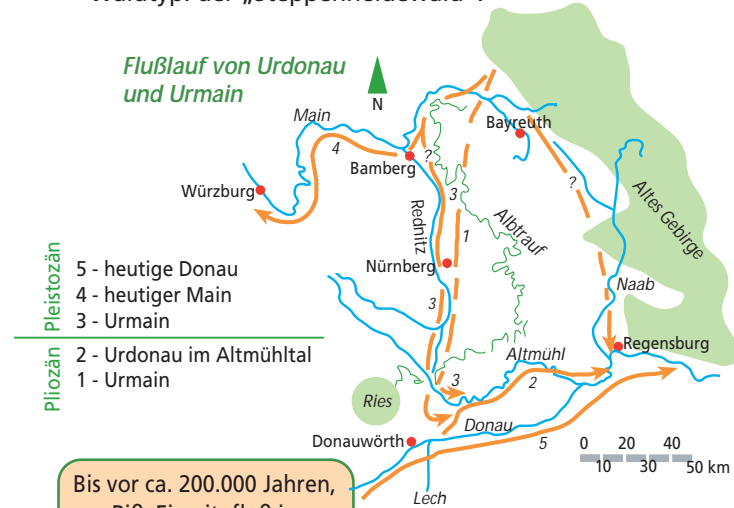 Waldtyp: der „Steppenheidewald“.
Flußlauf von Urdonau
und Urmain
N
Main
4
Bayreuth
?
Bamberg
?
Würzburg
3
Rednitz
1
Albtrauf
Altes Gebirge
Nürnberg
Naab
3
Pleistozän
5 - heutige Donau
4 - heutiger Main
3 - Urmain
Pliozän
2 - Urdonau im Altmühltal
1 - Urmain
Regensburg
Altmühl
3
2
Ries
Donau
Donauwörth
5
0 20 40
10 30 50 km
Lech
Bis vor ca. 200.000 Jahren,